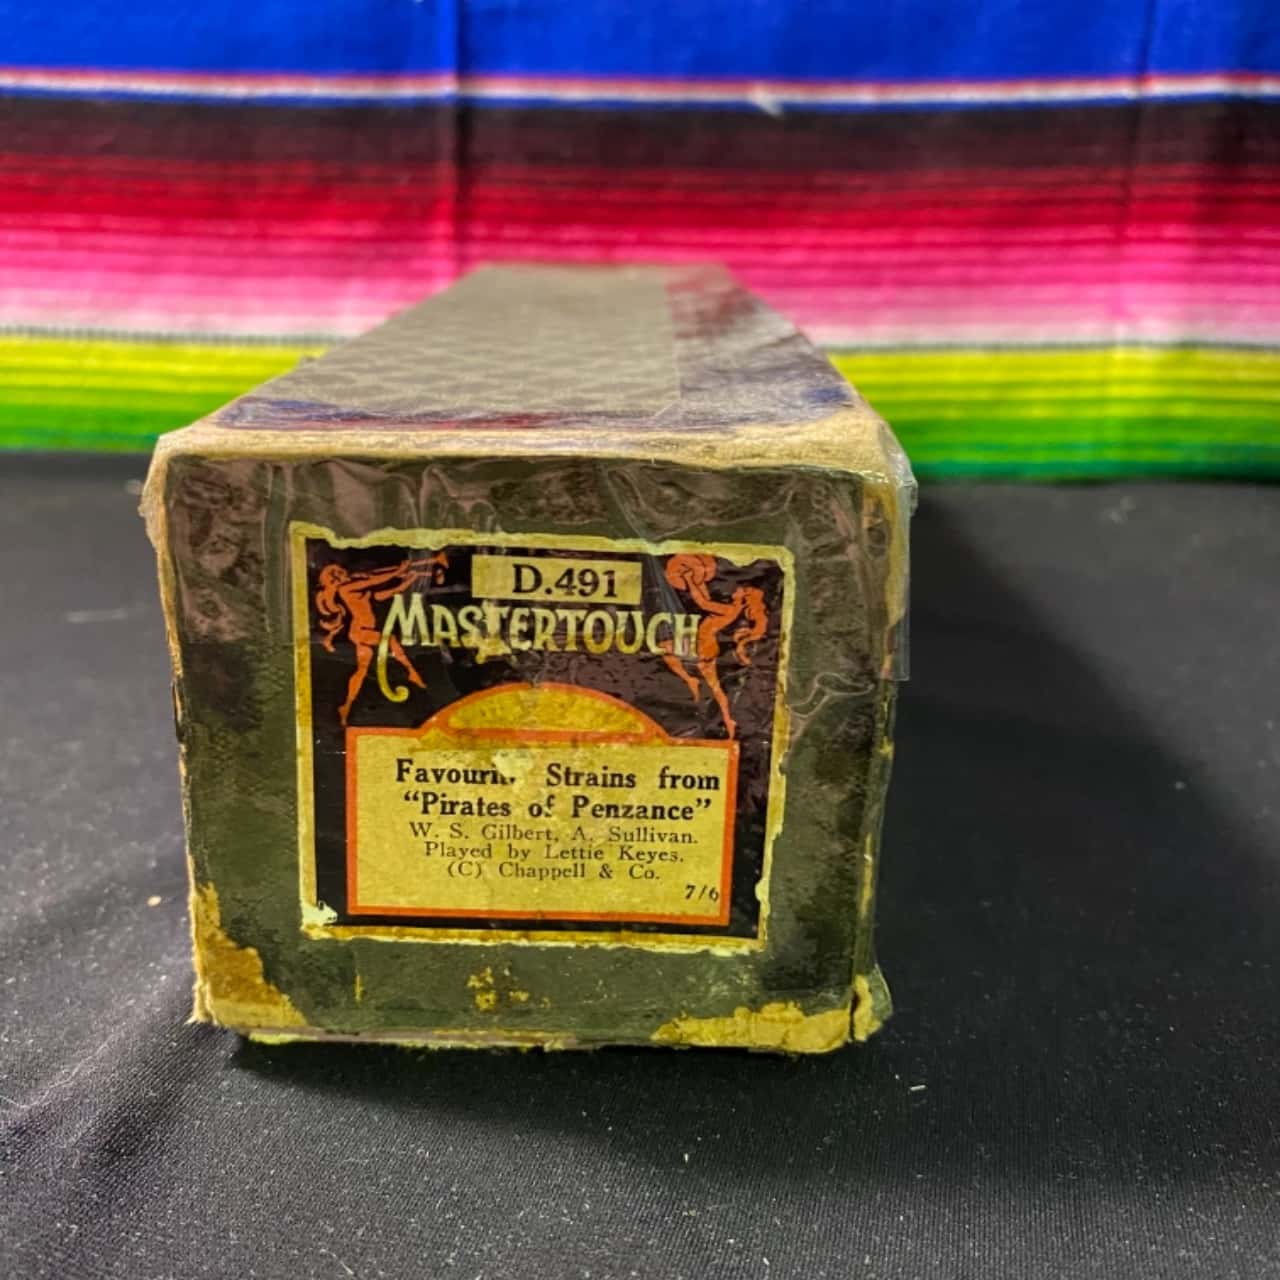 D.491
MASTERTOUCH
Strains from
"Pirates of Penzance"
W. S. Gilbert, A. Sullivan.
Played by Lettie Keyes.
(C) Chappell & Co.
7/6